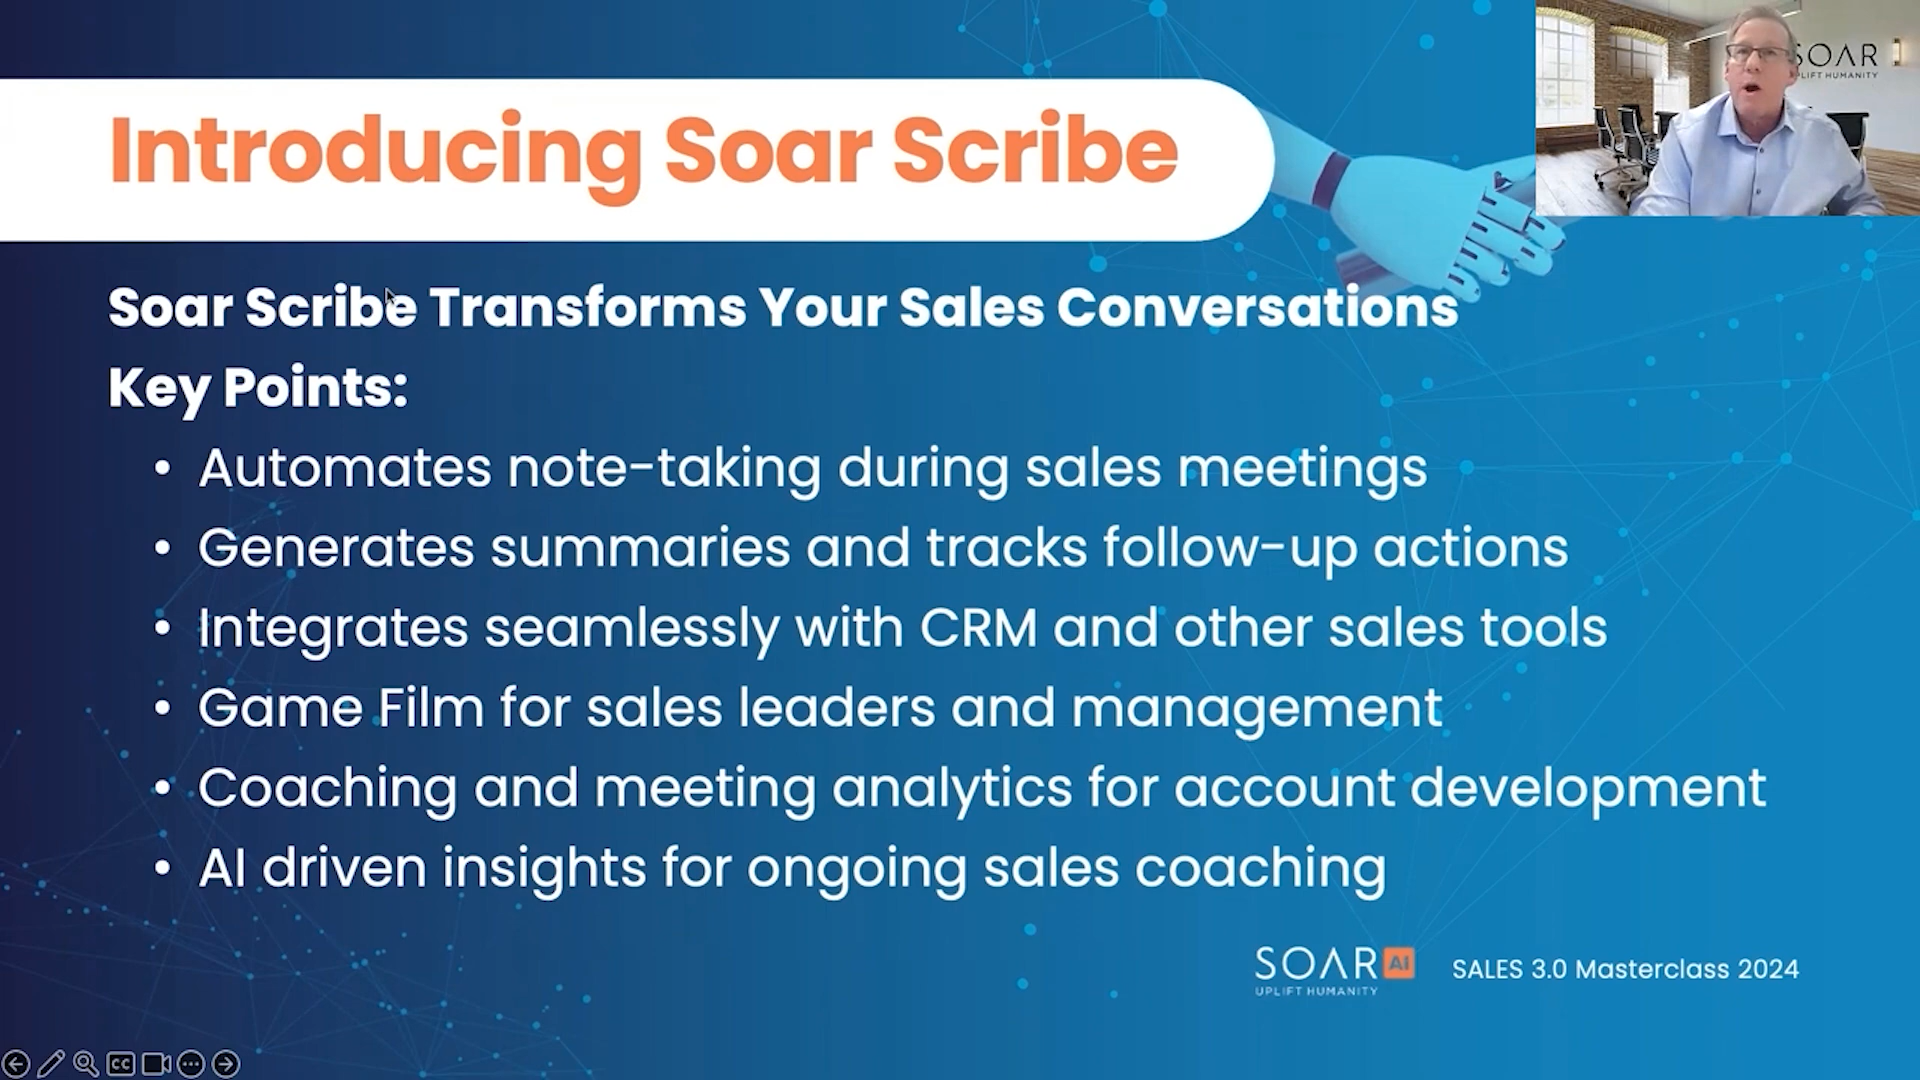 Introducing Soar Scribe
SOAR
UPLIFT HUMANITY
Soar Scribe Transforms Your Sales Conversations
Key Points:
• Automates note-taking during sales meetings
• Generates summaries and tracks follow-up actions
• Integrates seamlessly with CRM and other sales tools
• Game Film for sales leaders and management
• Coaching and meeting analytics for account development
• AI driven insights for ongoing sales coaching
SOAR AI
UPLIFT HUMANITY
SALES 3.0 Masterclass 2024
CC